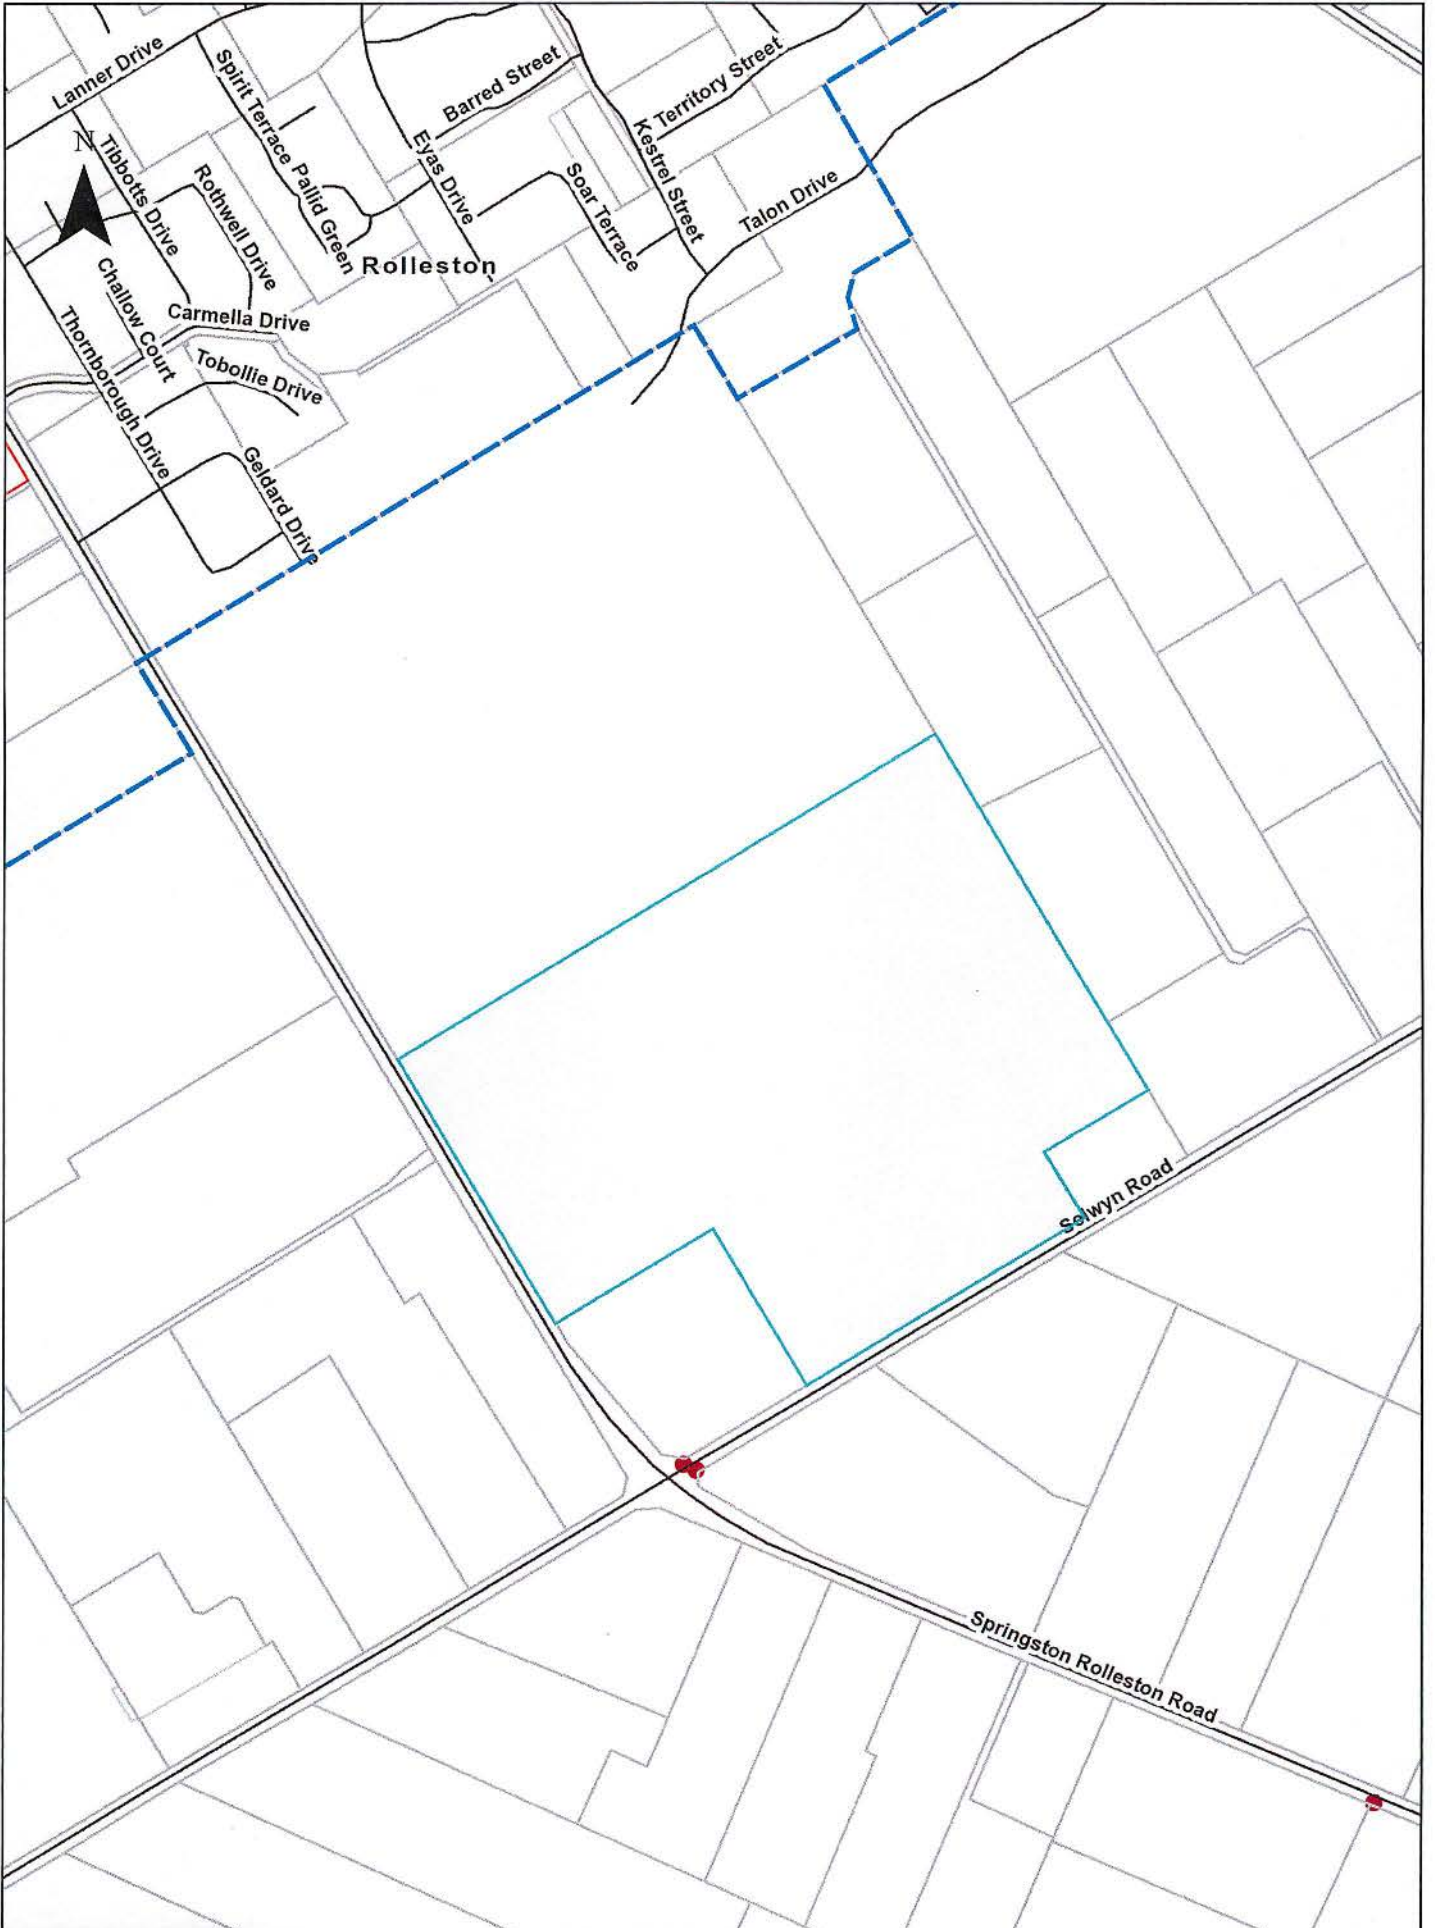 Lanner Drive
Spirit Terrace
Barred Street
Territory Street
N
Tibbotts Drive
Rothwell Drive
Pallid Green
Eyas Drive
Soar Terrace
Kestrel Street
Talon Drive
Rolleston
Challow Court
Carmella Drive
Thornborough Drive
Tobollie Drive
Geldard Drive
Selwyn Road
Springston Rolleston Road